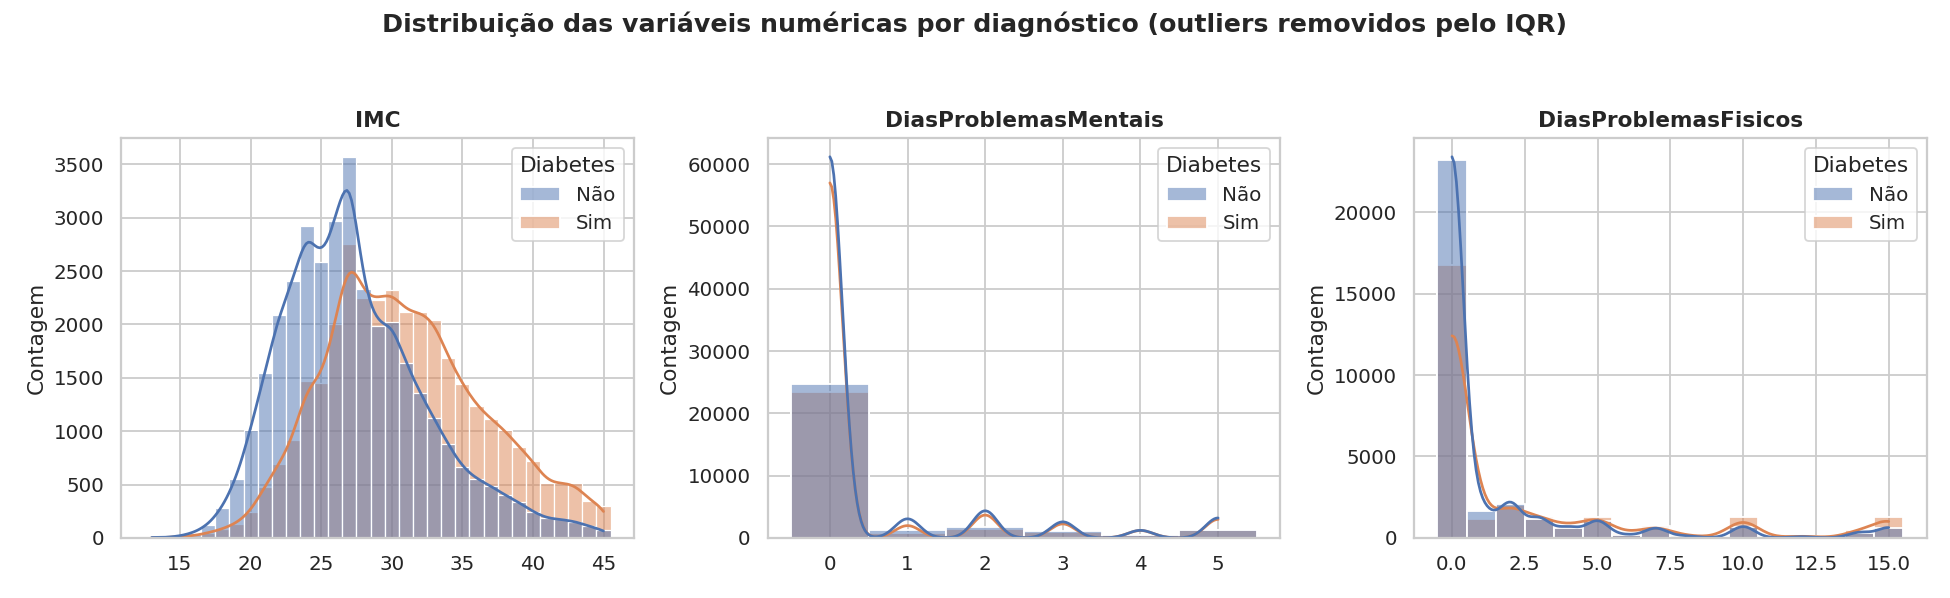 Distribuição das variáveis numéricas por diagnóstico (outliers removidos pelo IQR)
IMC
Contagem
3500
3000
2500
2000
1500
1000
500
0
15
20
25
30
35
40
45
Diabetes
Não
Sim
DiasProblemasMentais
Contagem
60000
50000
40000
30000
20000
10000
0
0
1
2
3
4
5
Diabetes
Não
Sim
DiasProblemasFisicos
Contagem
20000
15000
10000
5000
0
0.0
2.5
5.0
7.5
10.0
12.5
15.0
Diabetes
Não
Sim